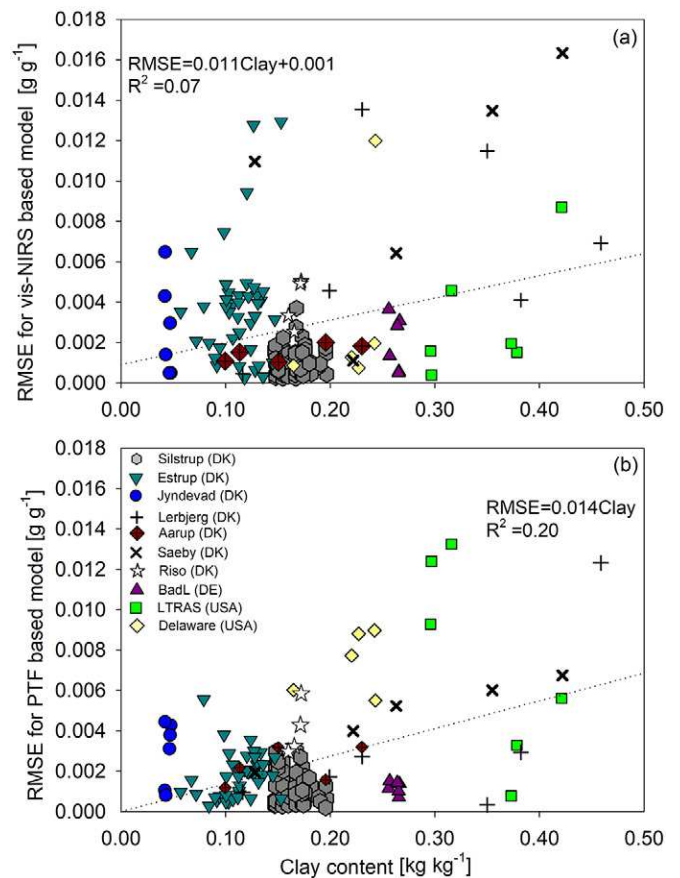 (a)
RMSE=0.011Clay+0.001
R² =0.07
RMSE for vis-NIRS based model [g g⁻¹]
0.018
0.016
0.014
0.012
0.010
0.008
0.006
0.004
0.002
0.000
0.00 0.10 0.20 0.30 0.40 0.50
(b)
Silstrup (DK)
Estrup (DK)
Jyndevad (DK)
Lerbjerg (DK)
Aarup (DK)
Saeby (DK)
Riso (DK)
BadL (DE)
LTRAS (USA)
Delaware (USA)
RMSE=0.014Clay
R² =0.20
RMSE for PTF based model [g g⁻¹]
0.018
0.016
0.014
0.012
0.010
0.008
0.006
0.004
0.002
0.000
0.00 0.10 0.20 0.30 0.40 0.50
Clay content [kg kg⁻¹]